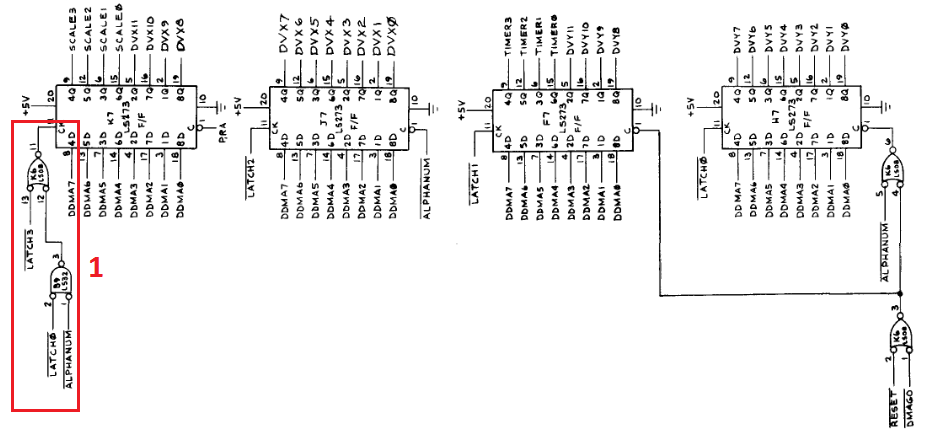 SCALE3
SCALE2
SCALE1
SCALE0
DVX11
DVX10
DVX9
DVX8
9
12
6
15
5
16
2
19
+5V
20
4Q
5Q
3Q
6Q
2Q
7Q
1Q
8Q
10
11
CK
K7
LS273
F/F
C
1
4D
5D
3D
6D
2D
7D
1D
8D
8
13
7
14
4
17
3
18
DDMA7
DDMA6
DDMA5
DDMA4
DDMA3
DDMA2
DDMA1
DDMA0
11
K6
LS08
13
12
LATCH3
3
B9
LS32
2
1
LATCH0
ALPHANUM
1
DVX7
DVX6
DVX5
DVX4
DVX3
DVX2
DVX1
DVX0
9
12
6
15
5
16
2
19
+5V
20
4Q
5Q
3Q
6Q
2Q
7Q
1Q
8Q
10
11
CK
J7
LS273
F/F
C
1
4D
5D
3D
6D
2D
7D
1D
8D
8
13
7
14
4
17
3
18
LATCH2
DDMA7
DDMA6
DDMA5
DDMA4
DDMA3
DDMA2
DDMA1
DDMA0
ALPHANUM
TIMER3
TIMER2
TIMER1
TIMER0
DVY11
DVY10
DVY9
DVY8
9
12
6
15
5
16
2
19
+5V
20
4Q
5Q
3Q
6Q
2Q
7Q
1Q
8Q
10
11
CK
F7
LS273
F/F
C
1
4D
5D
3D
6D
2D
7D
1D
8D
8
13
7
14
4
17
3
18
LATCH1
DDMA7
DDMA6
DDMA5
DDMA4
DDMA3
DDMA2
DDMA1
DDMA0
DVY7
DVY6
DVY5
DVY4
DVY3
DVY2
DVY1
DVY0
9
12
6
15
5
16
2
19
+5V
20
4Q
5Q
3Q
6Q
2Q
7Q
1Q
8Q
10
11
CK
H7
LS273
F/F
C
1
4D
5D
3D
6D
2D
7D
1D
8D
8
13
7
14
4
17
3
18
LATCH0
DDMA7
DDMA6
DDMA5
DDMA4
DDMA3
DDMA2
DDMA1
DDMA0
6
K6
LS08
5
4
ALPHANUM
3
K6
LS08
2
1
RESET
DMAGO